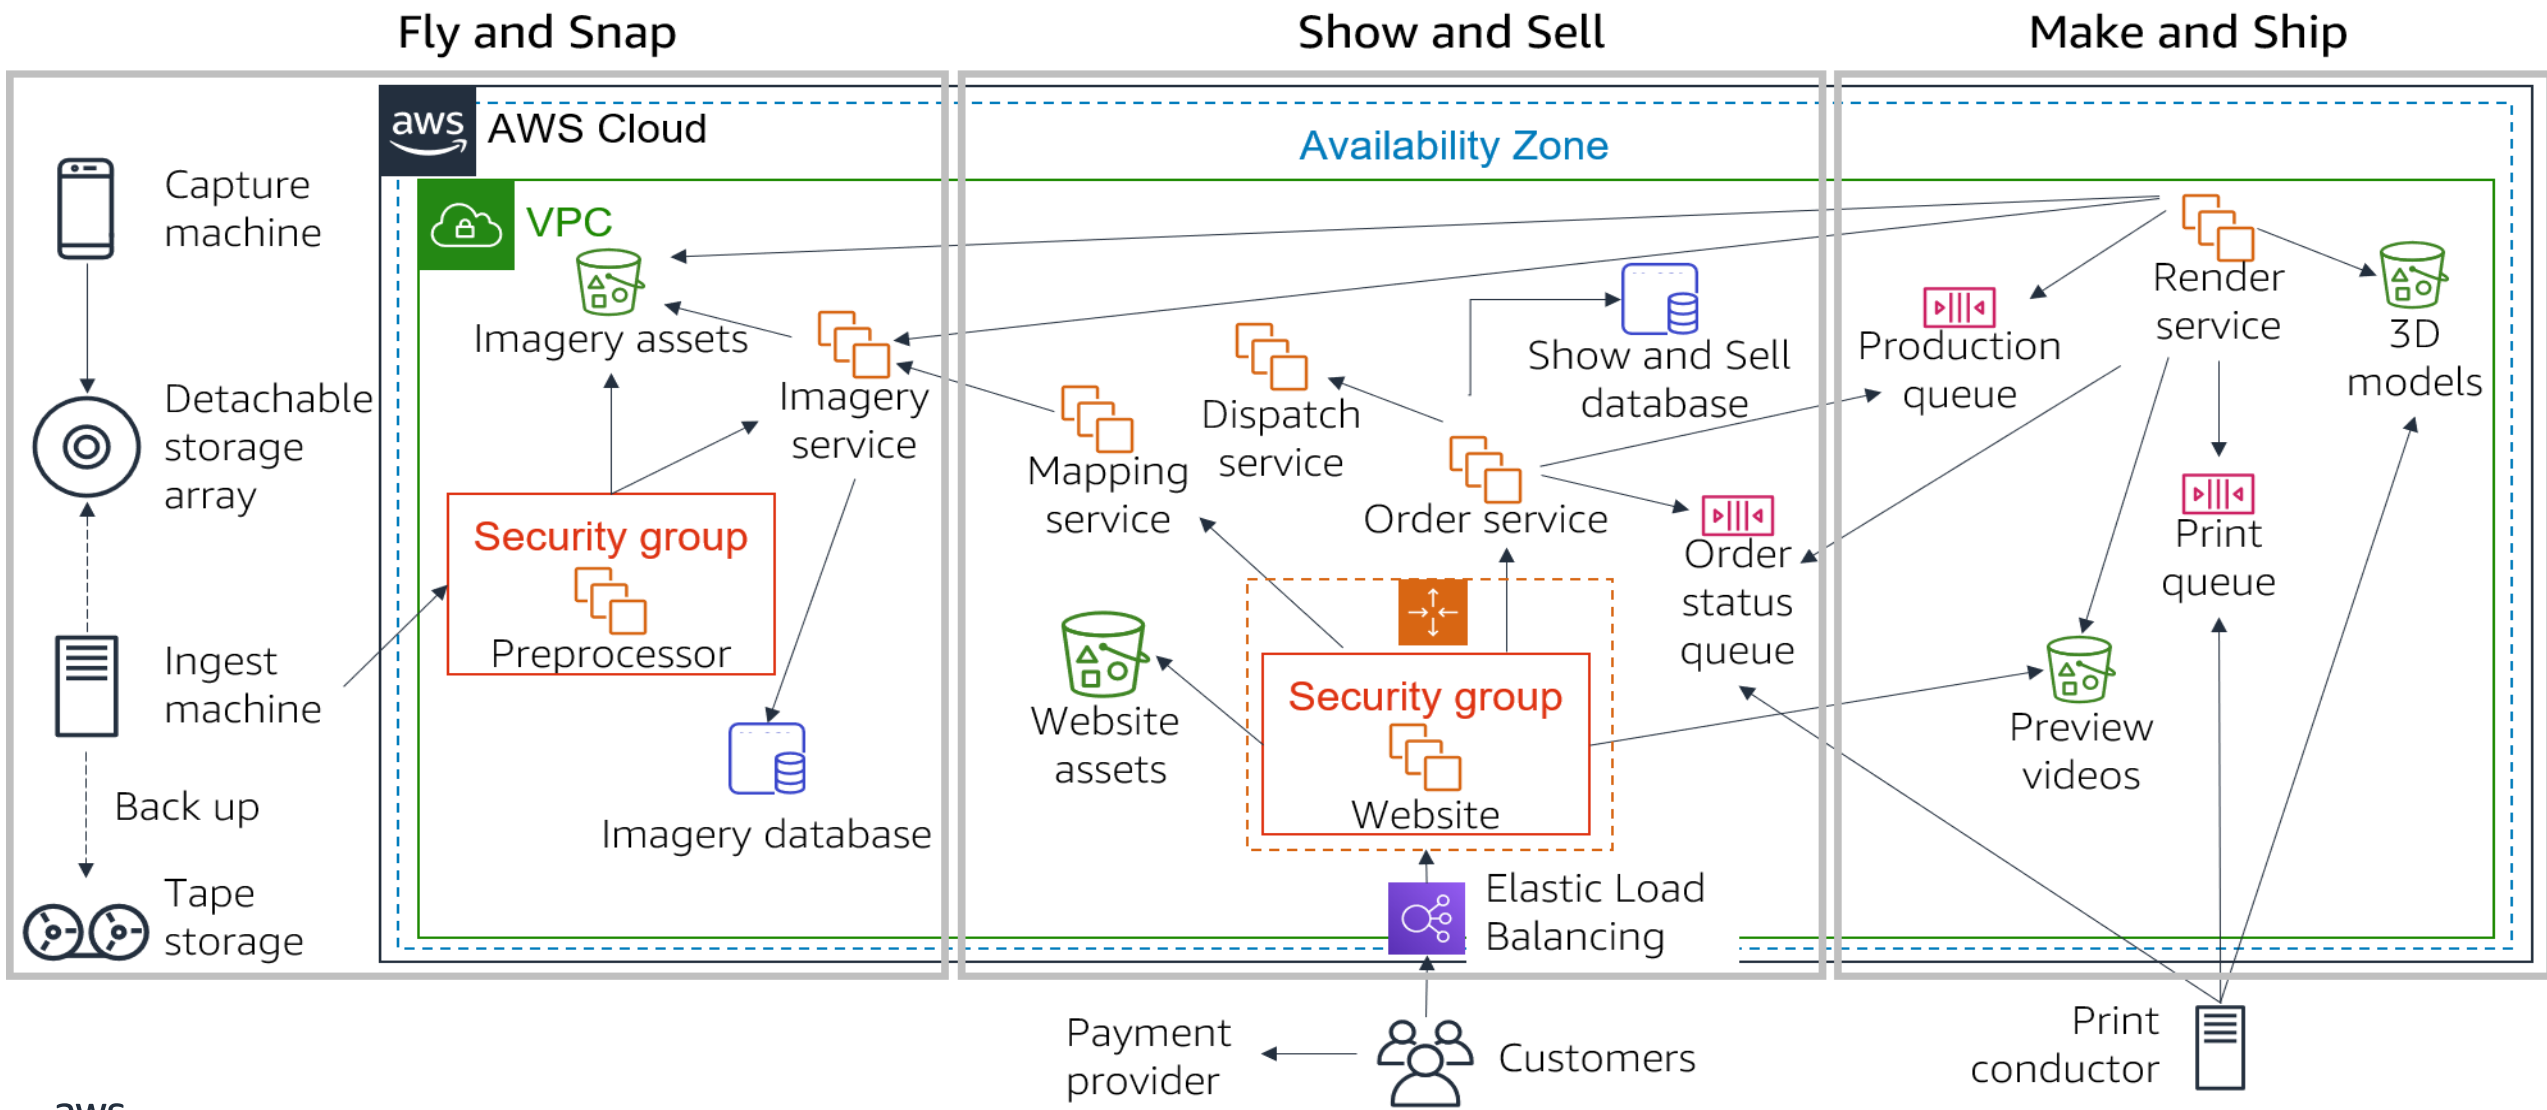 Fly and Snap
Show and Sell
Make and Ship
aws
AWS Cloud
Availability Zone
VPC
Capture
machine
Detachable
storage
array
Ingest
machine
Back up
Tape
storage
Imagery assets
Imagery
service
Security group
Preprocessor
Imagery database
Mapping
service
Dispatch
service
Show and Sell
database
Order service
Order
status
queue
Website
assets
Security group
Website
Elastic Load
Balancing
Production
queue
Render
service
3D
models
Print
queue
Preview
videos
Payment
provider
Customers
Print
conductor
aws